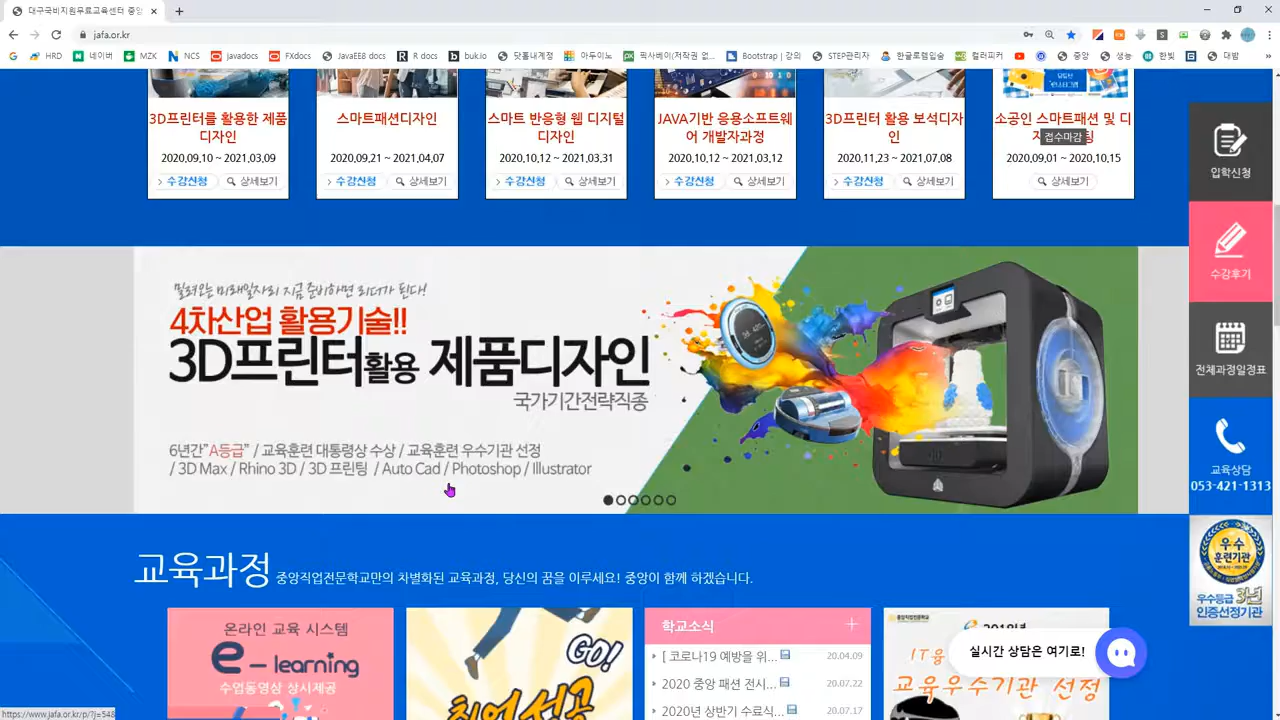 대구국비지원무료교육센터 중앙
jafa.or.kr
HRD
네이버
MZK
NCS
javadocs
FXdocs
JavaEE8 docs
R docs
buk.io
닷홈내계정
아두이노
픽사베이(저작권 없...
Bootstrap | 강의
STEP관리자
한글로렘입숨
컬러피커
중앙
생능
한빛
대방
»
3D프린터를 활용한 제품
디자인
2020.09.10 ~ 2021.03.09
수강신청
상세보기
스마트패션디자인
2020.09.21 ~ 2021.04.07
수강신청
상세보기
스마트 반응형 웹 디지털
디자인
2020.10.12 ~ 2021.03.31
수강신청
상세보기
JAVA기반 응용소프트웨
어 개발자과정
2020.10.12 ~ 2021.03.12
수강신청
상세보기
3D프린터 활용 보석디자
인
2020.11.23 ~ 2021.07.08
수강신청
상세보기
소공인 스마트패션 및 디
접수마감
2020.09.01 ~ 2020.10.15
상세보기
입학신청
수강후기
전체과정일정표
교육상담
053-421-1313
우수
훈련기관
우수등급 3년
인증선정기관
밀려오는 미래일자리 지금 준비하면 리더가 된다!
4차산업 활용기술!!
3D프린터활용 제품디자인
국가기간전략직종
6년간"A등급" / 교육훈련 대통령상 수상 / 교육훈련 우수기관 선정
/ 3D Max / Rhino 3D / 3D 프린팅 / Auto Cad / Photoshop / Illustrator
교육과정 중앙직업전문학교만의 차별화된 교육과정, 당신의 꿈을 이루세요! 중앙이 함께 하겠습니다.
온라인 교육 시스템
e-learning
수업동영상 상시제공
GO!
취업성공
학교소식
[ 코로나19 예방을 위... 20.04.09
2020 중앙 패션 전시... 20.07.22
2020년 상반기 수료식... 20.07.17
교육우수기관 선정
실시간 상담은 여기로!
https://www.jafa.or.kr/p/?j=548